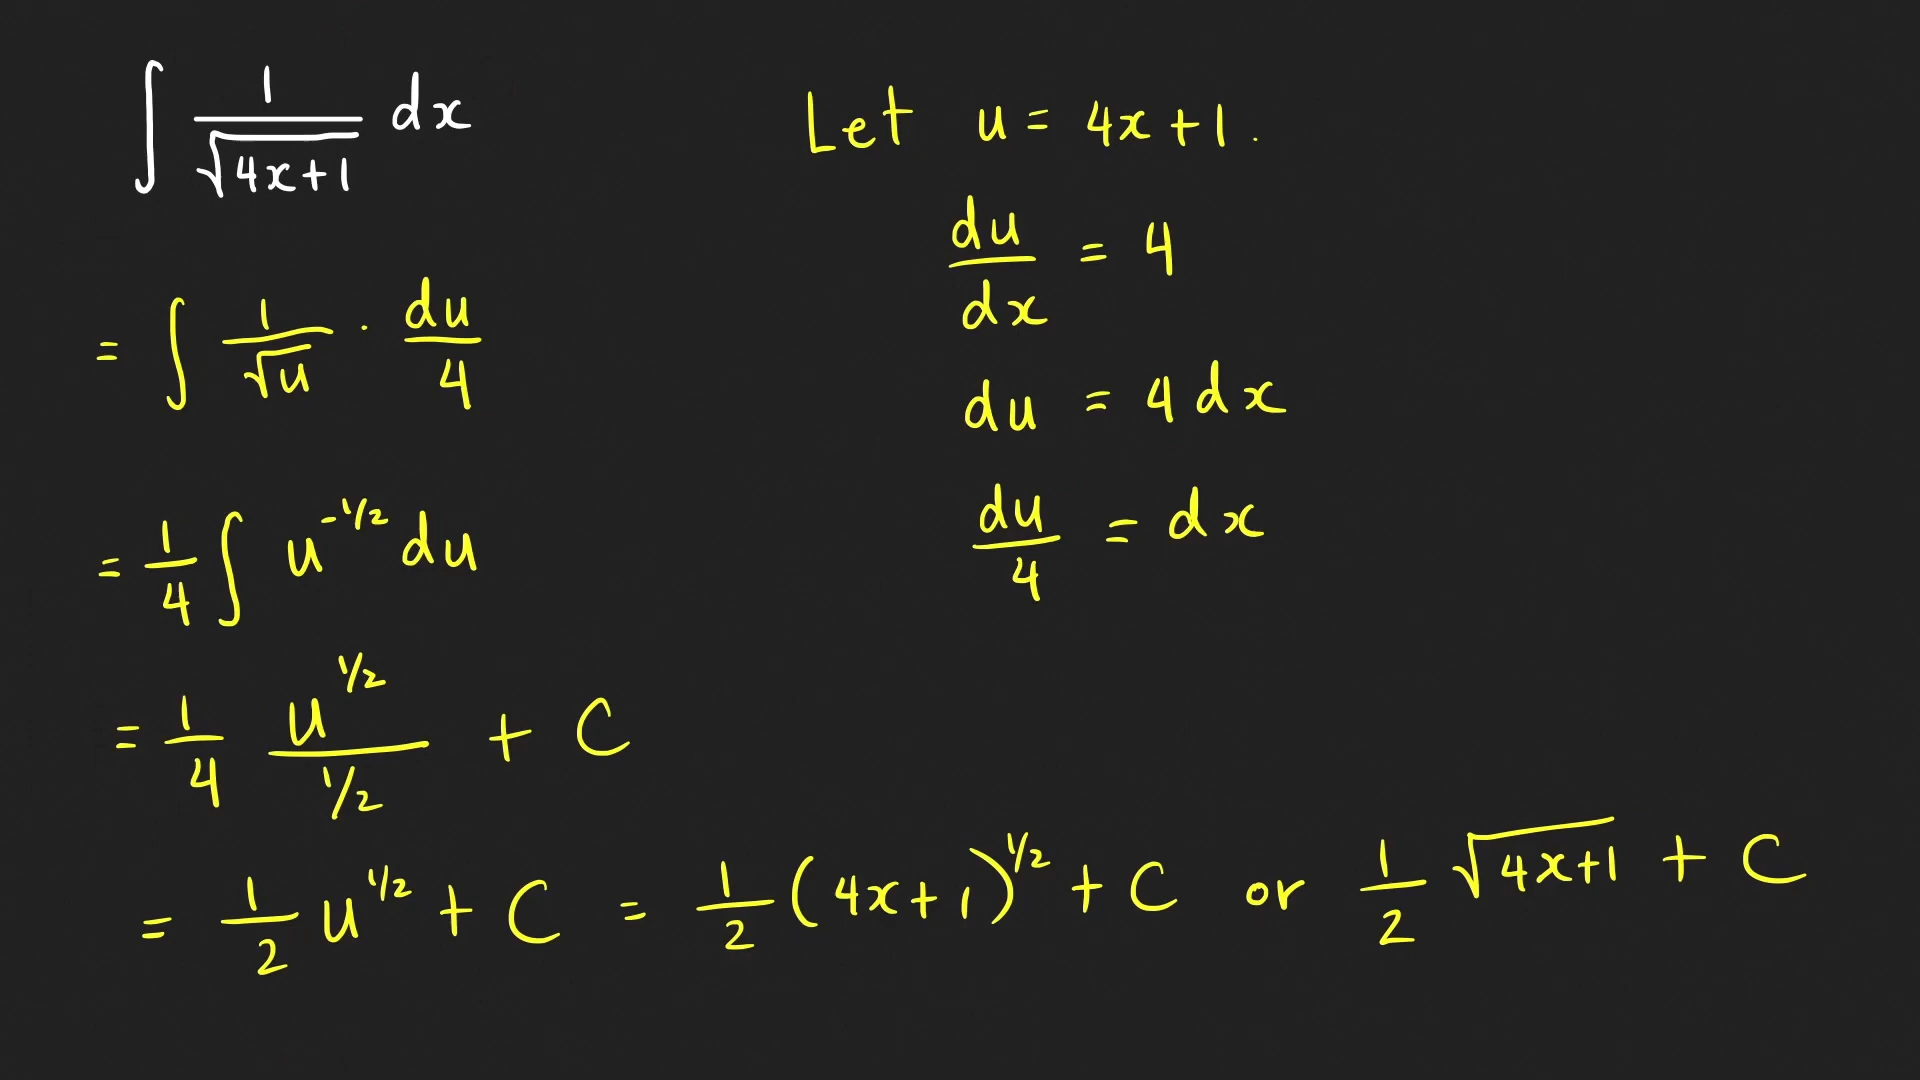 ∫ 1/√(4x+1) dx
= ∫ 1/√u · du/4
= 1/4 ∫ u^(-1/2) du
= 1/4 u^(1/2)/(1/2) + C
= 1/2 u^(1/2) + C = 1/2 (4x+1)^(1/2) + C or 1/2 √(4x+1) + C
Let u = 4x+1.
du/dx = 4
du = 4dx
du/4 = dx